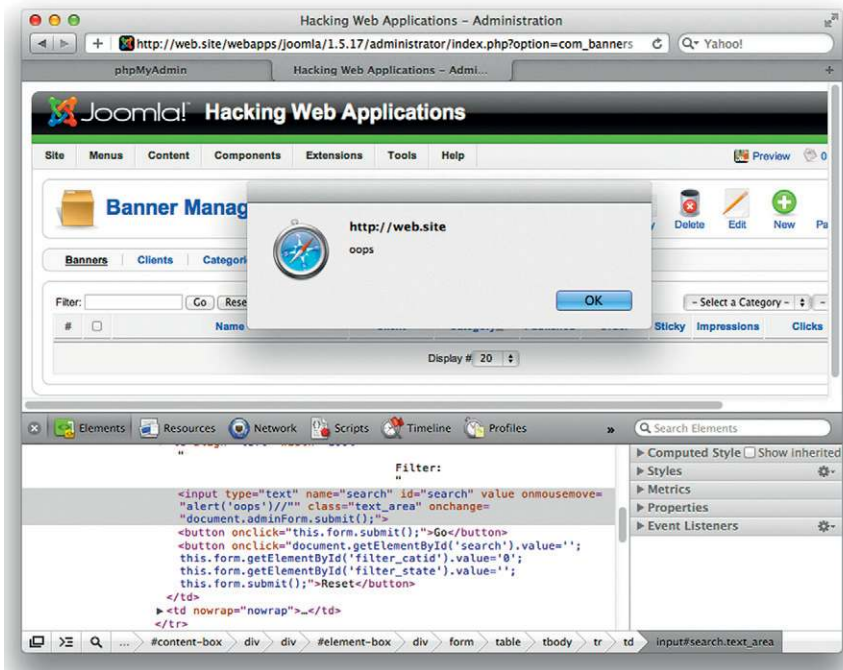 Hacking Web Applications – Administration
http://web.site/webapps/joomla/1.5.17/administrator/index.php?option=com_banners
Yahoo!
phpMyAdmin
Hacking Web Applications – Admi...
Joomla! Hacking Web Applications
Site Menus Content Components Extensions Tools Help
Preview 0
Banner Manag
Delete Edit New
http://web.site
oops
OK
Banners Clients Categori
Filter: Go Rese
- Select a Category -
# Name
Sticky Impressions Clicks
Display # 20
Elements Resources Network Scripts Timeline Profiles »
Search Elements
"
Filter:
"
<input type="text" name="search" id="search" value onmousemove=
"alert('oops')//"" class="text_area" onchange=
"document.adminForm.submit();">
<button onclick="this.form.submit();">Go</button>
<button onclick="document.getElementById('search').value='';
this.form.getElementById('filter_catid').value='0';
this.form.getElementById('filter_state').value='';
this.form.submit();">Reset</button>
</td>
<td nowrap="nowrap">…</td>
</tr>
Computed Style Show inherited
Styles
Metrics
Properties
Event Listeners
... #content-box div div #element-box div form table tbody tr td input#search.text_area